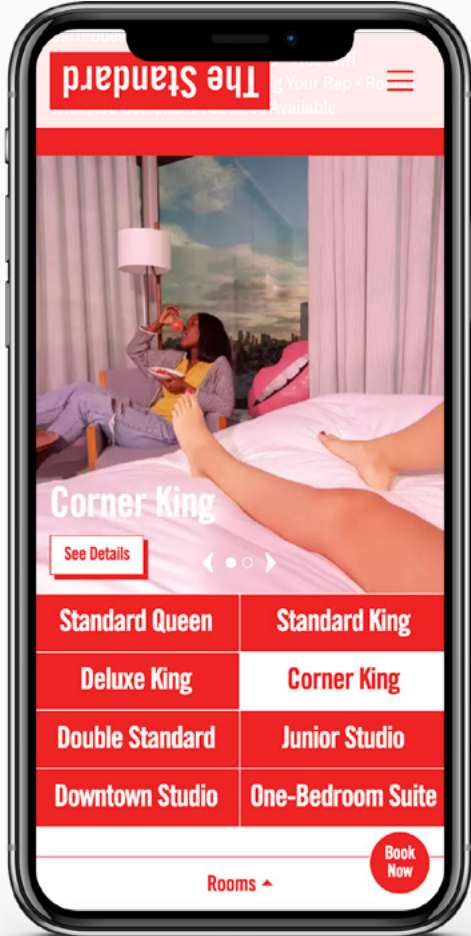 The Standard
g Your Rep • Ro
Available
Corner King
See Details
Standard Queen
Standard King
Deluxe King
Corner King
Double Standard
Junior Studio
Downtown Studio
One-Bedroom Suite
Book
Now
Rooms